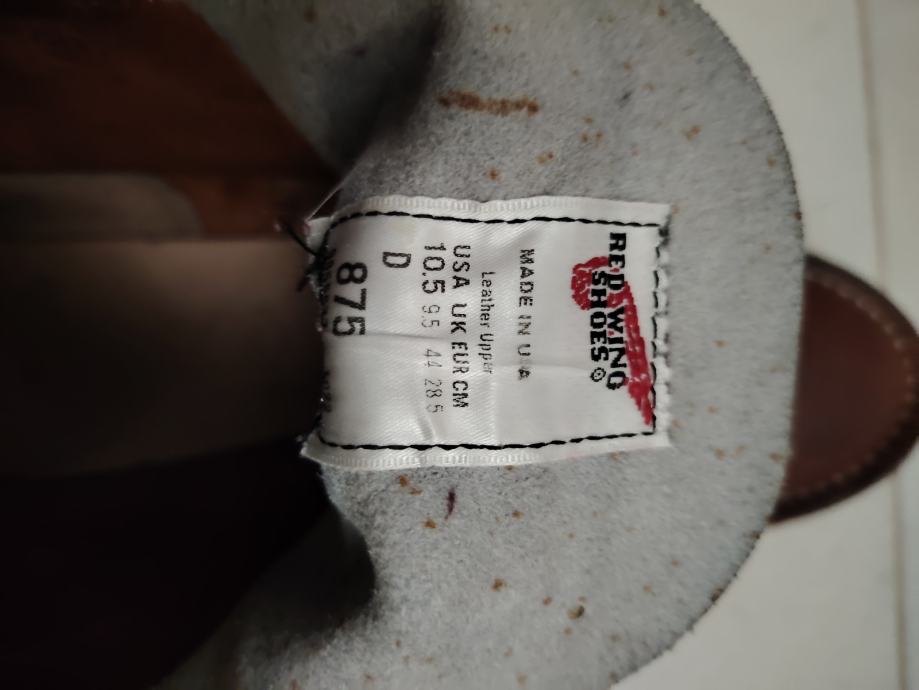 RED WING
SHOES®
MADE IN USA
Leather Upper
USA UK EUR CM
10.5 9.5 44 28.5
D
875